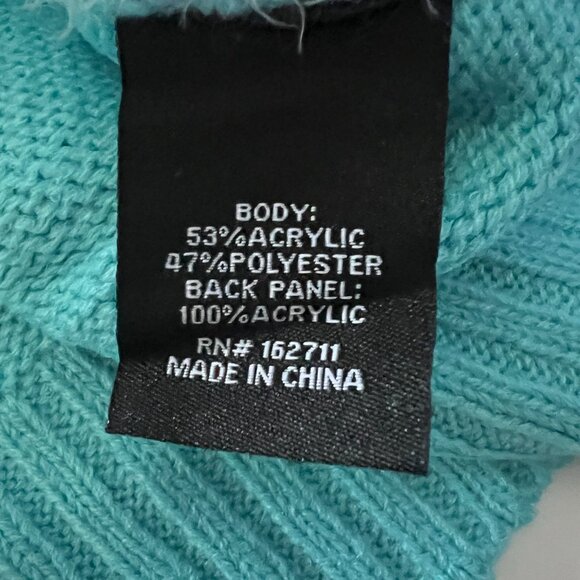 BODY:
53%ACRYLIC
47%POLYESTER
BACK PANEL:
100%ACRYLIC
RN# 162711
MADE IN CHINA